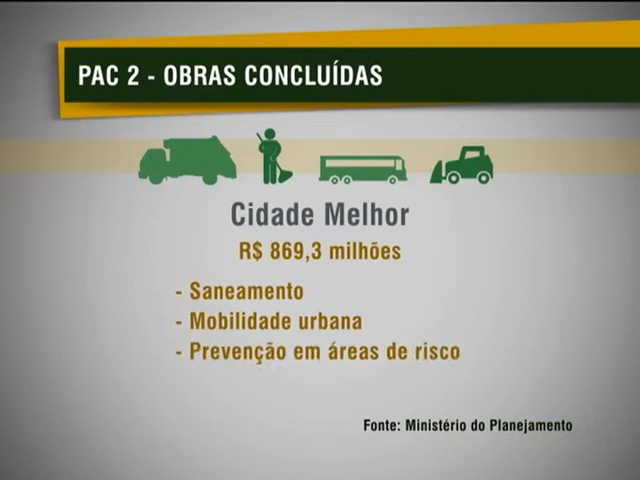 PAC 2 - OBRAS CONCLUÍDAS
Cidade Melhor
R$ 869,3 milhões
- Saneamento
- Mobilidade urbana
- Prevenção em áreas de risco
Fonte: Ministério do Planejamento